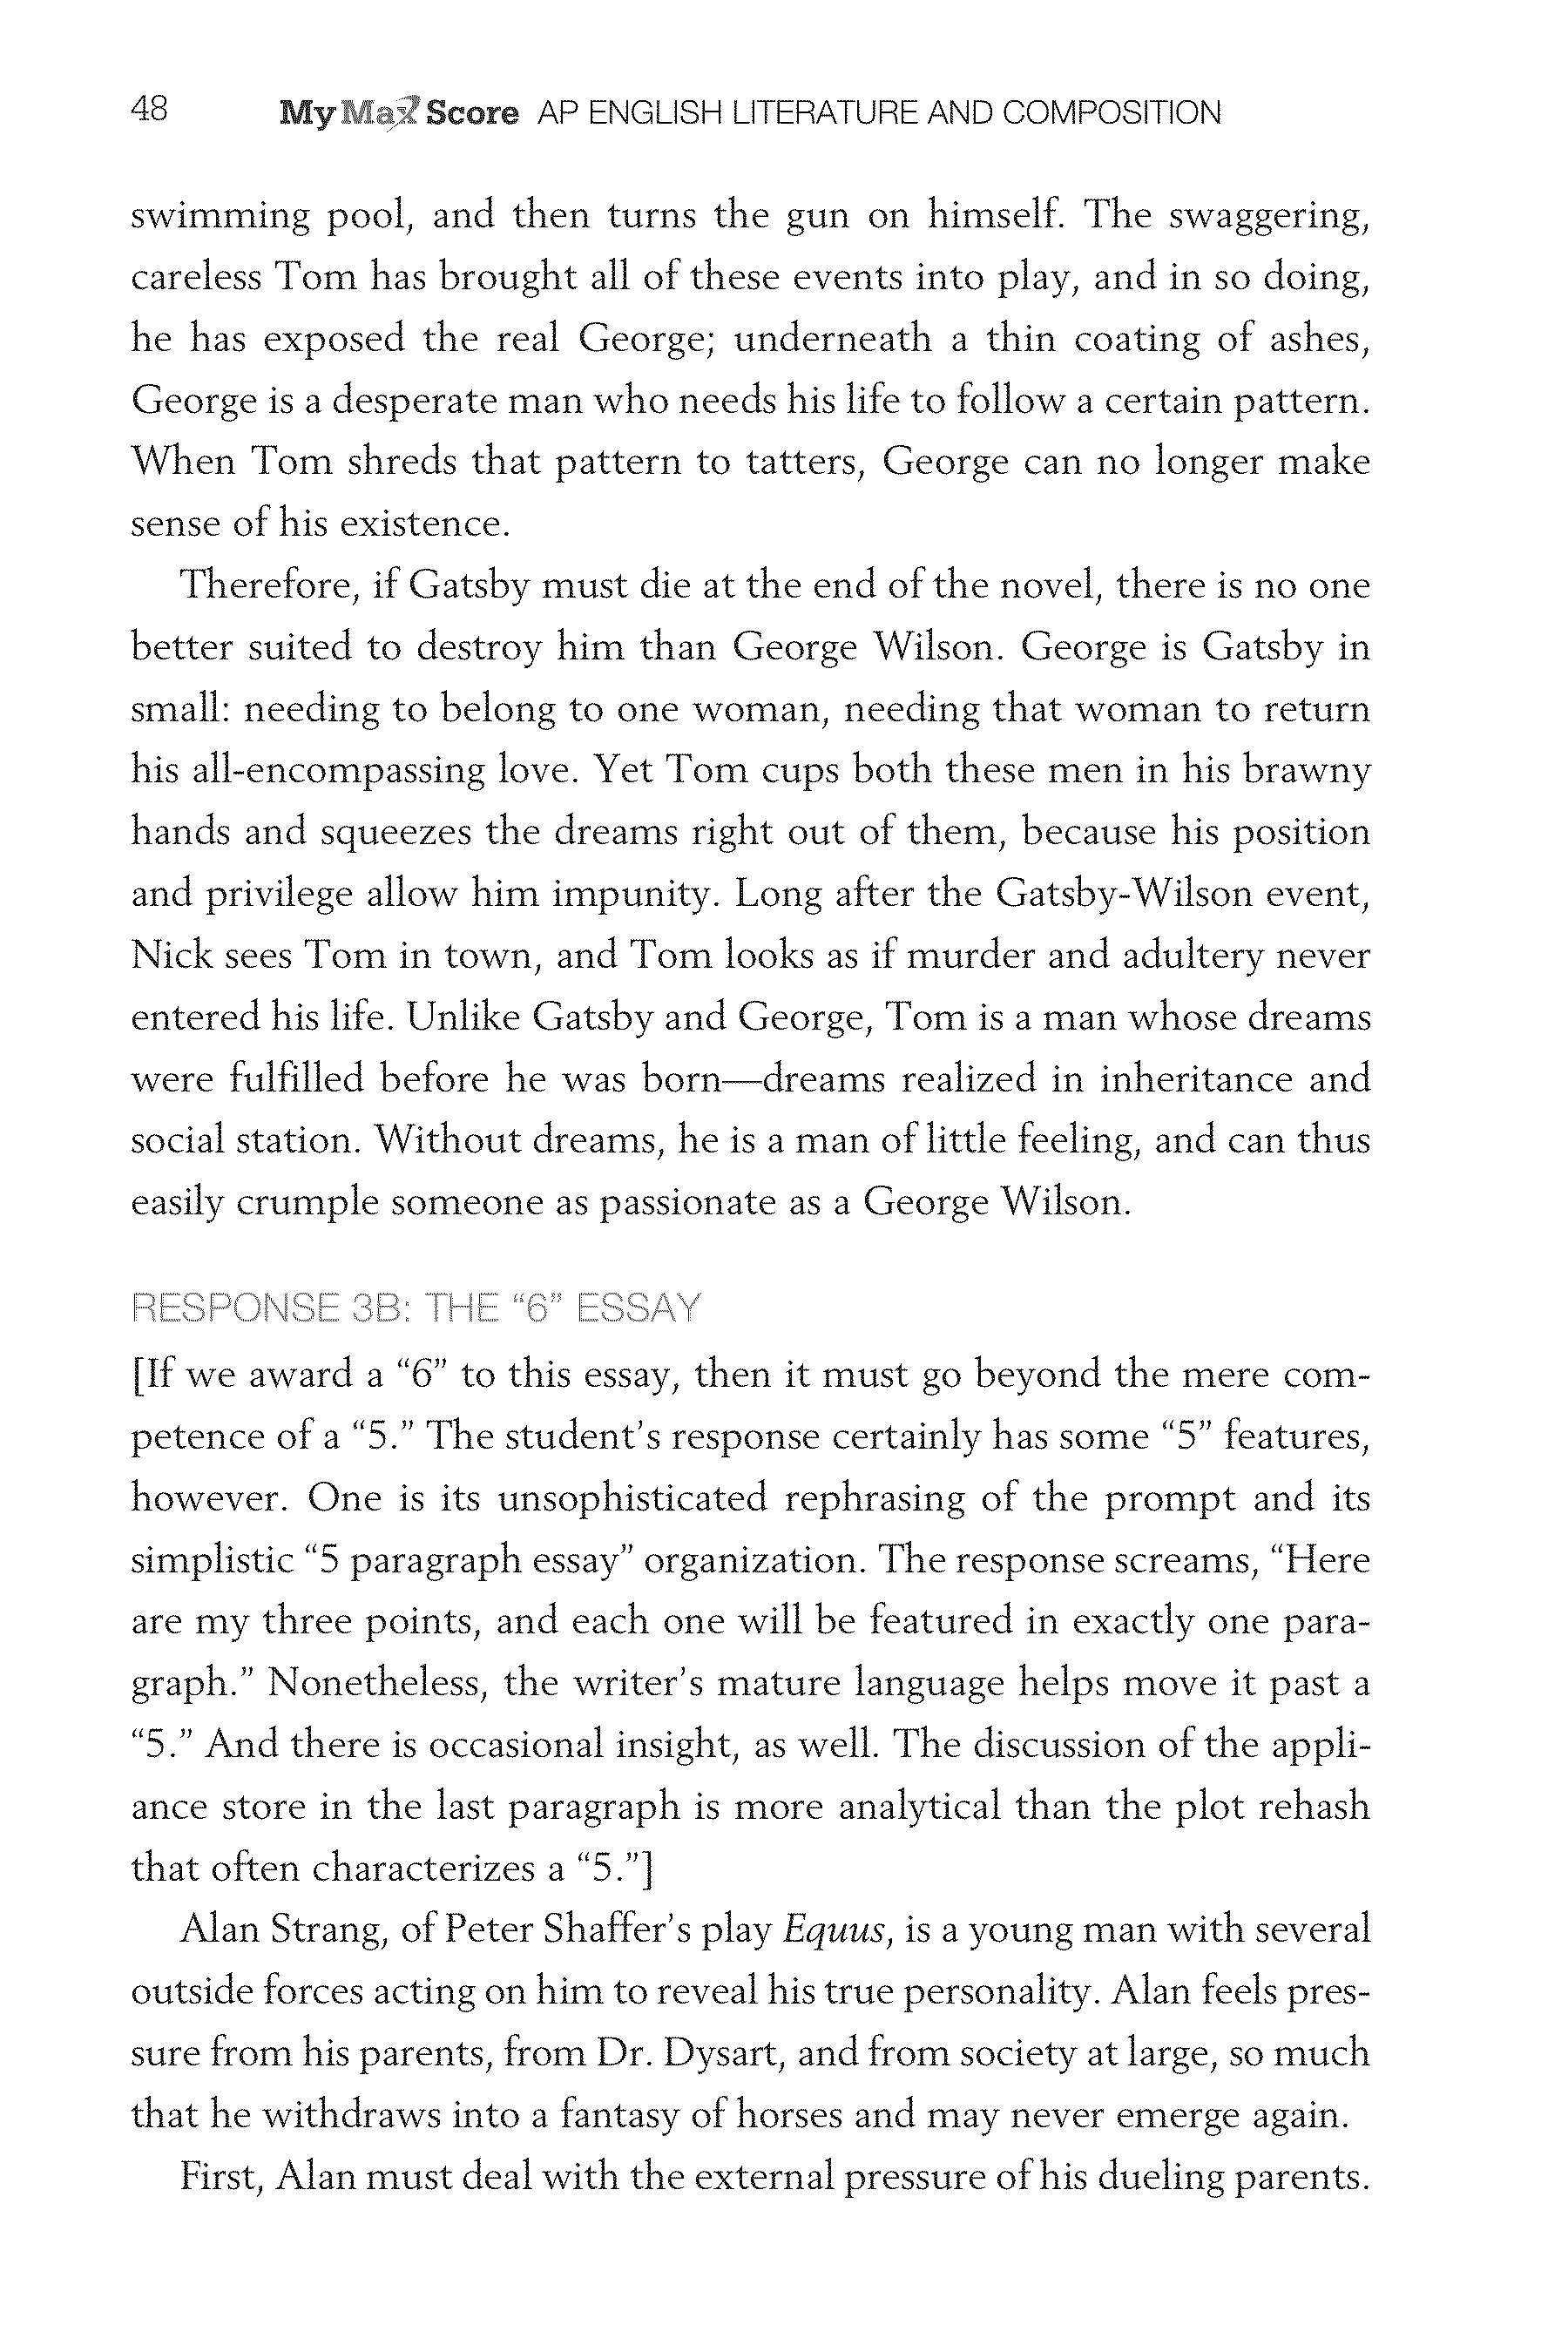 48 My Max Score AP ENGLISH LITERATURE AND COMPOSITION
swimming pool, and then turns the gun on himself. The swaggering,
careless Tom has brought all of these events into play, and in so doing,
he has exposed the real George; underneath a thin coating of ashes,
George is a desperate man who needs his life to follow a certain pattern.
When Tom shreds that pattern to tatters, George can no longer make
sense of his existence.
Therefore, if Gatsby must die at the end of the novel, there is no one
better suited to destroy him than George Wilson. George is Gatsby in
small: needing to belong to one woman, needing that woman to return
his all-encompassing love. Yet Tom cups both these men in his brawny
hands and squeezes the dreams right out of them, because his position
and privilege allow him impunity. Long after the Gatsby-Wilson event,
Nick sees Tom in town, and Tom looks as if murder and adultery never
entered his life. Unlike Gatsby and George, Tom is a man whose dreams
were fulfilled before he was born—dreams realized in inheritance and
social station. Without dreams, he is a man of little feeling, and can thus
easily crumple someone as passionate as a George Wilson.
RESPONSE 3B: THE “6” ESSAY
[If we award a “6” to this essay, then it must go beyond the mere com-
petence of a “5.” The student’s response certainly has some “5” features,
however. One is its unsophisticated rephrasing of the prompt and its
simplistic “5 paragraph essay” organization. The response screams, “Here
are my three points, and each one will be featured in exactly one para-
graph.” Nonetheless, the writer’s mature language helps move it past a
“5.” And there is occasional insight, as well. The discussion of the appli-
ance store in the last paragraph is more analytical than the plot rehash
that often characterizes a “5.”]
Alan Strang, of Peter Shaffer’s play Equus, is a young man with several
outside forces acting on him to reveal his true personality. Alan feels pres-
sure from his parents, from Dr. Dysart, and from society at large, so much
that he withdraws into a fantasy of horses and may never emerge again.
First, Alan must deal with the external pressure of his dueling parents.